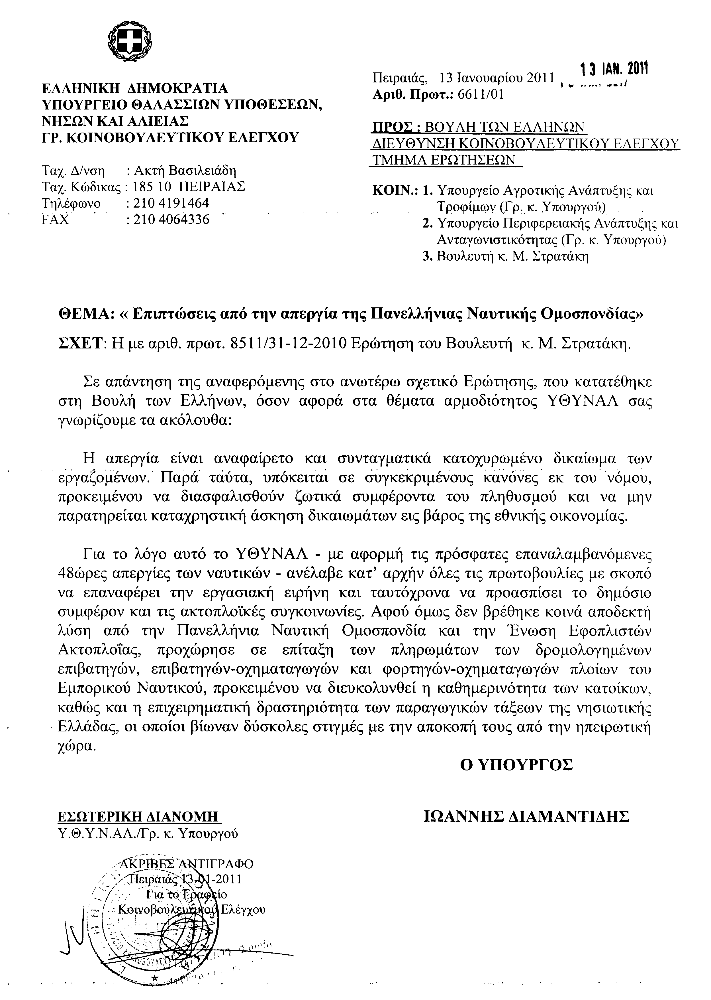 ΕΛΛΗΝΙΚΗ ΔΗΜΟΚΡΑΤΙΑ
ΥΠΟΥΡΓΕΙΟ ΘΑΛΑΣΣΙΩΝ ΥΠΟΘΕΣΕΩΝ,
ΝΗΣΩΝ ΚΑΙ ΑΛΙΕΙΑΣ
ΓΡ. ΚΟΙΝΟΒΟΥΛΕΥΤΙΚΟΥ ΕΛΕΓΧΟΥ
Ταχ. Δ/νση : Ακτή Βασιλειάδη
Ταχ. Κώδικας : 185 10 ΠΕΙΡΑΙΑΣ
Τηλέφωνο : 210 4191464
FAX : 210 4064336
13 ΙΑΝ. 2011
Πειραιάς, 13 Ιανουαρίου 2011
Αριθ. Πρωτ.: 6611/01
ΠΡΟΣ : ΒΟΥΛΗ ΤΩΝ ΕΛΛΗΝΩΝ
ΔΙΕΥΘΥΝΣΗ ΚΟΙΝΟΒΟΥΛΕΥΤΙΚΟΥ ΕΛΕΓΧΟΥ
ΤΜΗΜΑ ΕΡΩΤΗΣΕΩΝ
ΚΟΙΝ.: 1. Υπουργείο Αγροτικής Ανάπτυξης και
Τροφίμων (Γρ. κ. Υπουργού)
2. Υπουργείο Περιφερειακής Ανάπτυξης και
Ανταγωνιστικότητας (Γρ. κ. Υπουργού)
3. Βουλευτή κ. Μ. Στρατάκη
ΘΕΜΑ: « Επιπτώσεις από την απεργία της Πανελλήνιας Ναυτικής Ομοσπονδίας»
ΣΧΕΤ: Η με αριθ. πρωτ. 8511/31-12-2010 Ερώτηση του Βουλευτή κ. Μ. Στρατάκη.
Σε απάντηση της αναφερόμενης στο ανωτέρω σχετικό Ερώτησης, που κατατέθηκε
στη Βουλή των Ελλήνων, όσον αφορά στα θέματα αρμοδιότητος ΥΘΥΝΑΛ σας
γνωρίζουμε τα ακόλουθα:
Η απεργία είναι αναφαίρετο και συνταγματικά κατοχυρωμένο δικαίωμα των
εργαζομένων. Παρά ταύτα, υπόκειται σε συγκεκριμένους κανόνες εκ του νόμου,
προκειμένου να διασφαλισθούν ζωτικά συμφέροντα του πληθυσμού και να μην
παρατηρείται καταχρηστική άσκηση δικαιωμάτων εις βάρος της εθνικής οικονομίας.
Για το λόγο αυτό το ΥΘΥΝΑΛ - με αφορμή τις πρόσφατες επαναλαμβανόμενες
48ώρες απεργίες των ναυτικών - ανέλαβε κατ’ αρχήν όλες τις πρωτοβουλίες με σκοπό
να επαναφέρει την εργασιακή ειρήνη και ταυτόχρονα να προασπίσει το δημόσιο
συμφέρον και τις ακτοπλοϊκές συγκοινωνίες. Αφού όμως δεν βρέθηκε κοινά αποδεκτή
λύση από την Πανελλήνια Ναυτική Ομοσπονδία και την Ένωση Εφοπλιστών
Ακτοπλοΐας, προχώρησε σε επίταξη των πληρωμάτων των δρομολογημένων
επιβατηγών, επιβατηγών-οχηματαγωγών και φορτηγών-οχηματαγωγών πλοίων του
Εμπορικού Ναυτικού, προκειμένου να διευκολυνθεί η καθημερινότητα των κατοίκων,
καθώς και η επιχειρηματική δραστηριότητα των παραγωγικών τάξεων της νησιωτικής
Ελλάδας, οι οποίοι βίωναν δύσκολες στιγμές με την αποκοπή τους από την ηπειρωτική
χώρα.
Ο ΥΠΟΥΡΓΟΣ
ΙΩΑΝΝΗΣ ΔΙΑΜΑΝΤΙΔΗΣ
ΕΣΩΤΕΡΙΚΗ ΔΙΑΝΟΜΗ
Υ.Θ.Υ.Ν.ΑΛ./Γρ. κ. Υπουργού
ΑΚΡΙΒΕΣ ΑΝΤΙΓΡΑΦΟ
Πειραιάς 13-01-2011
Για το Γραφείο
Κοινοβουλευτικού Ελέγχου
Σοφία